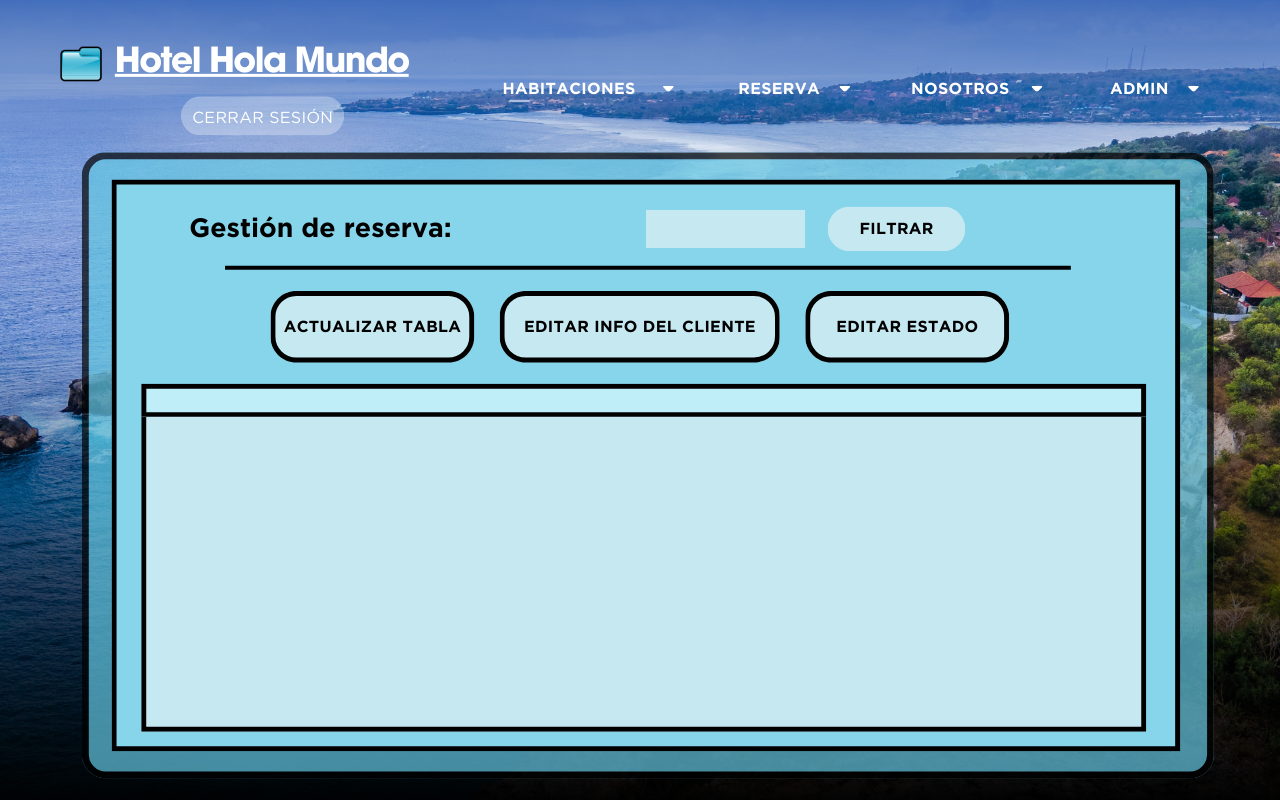 Hotel Hola Mundo
HABITACIONES RESERVA NOSOTROS ADMIN
CERRAR SESIÓN
Gestión de reserva:
FILTRAR
ACTUALIZAR TABLA EDITAR INFO DEL CLIENTE EDITAR ESTADO